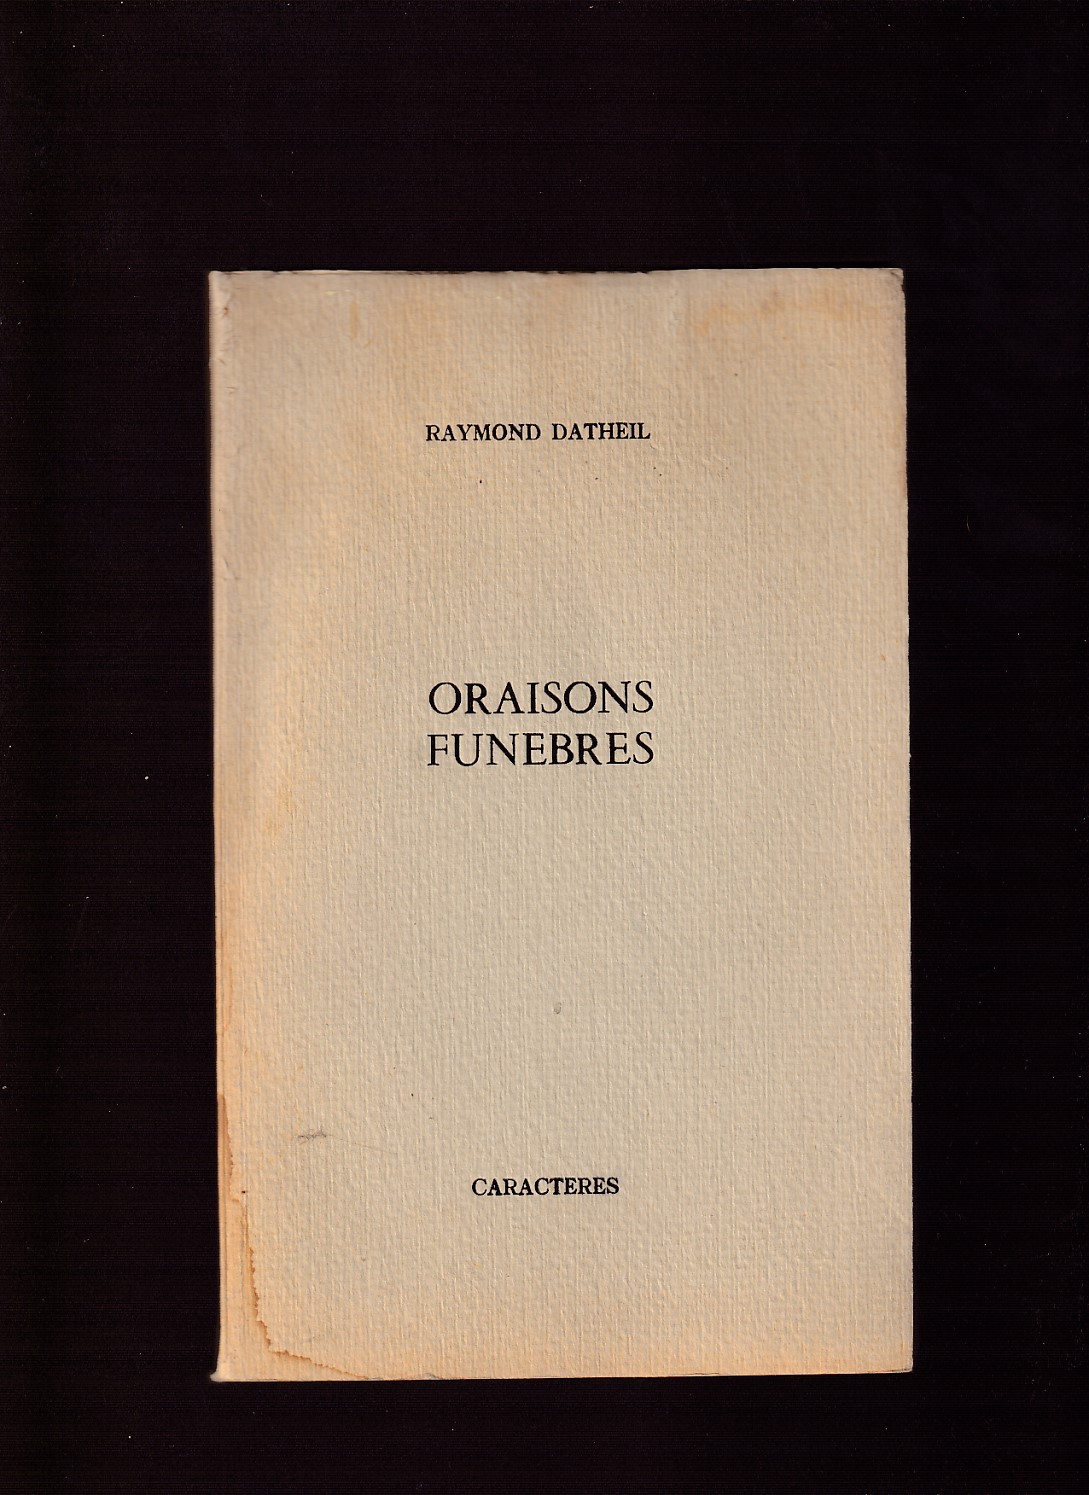 RAYMOND DATHEIL
ORAISONS
FUNEBRES
CARACTERES